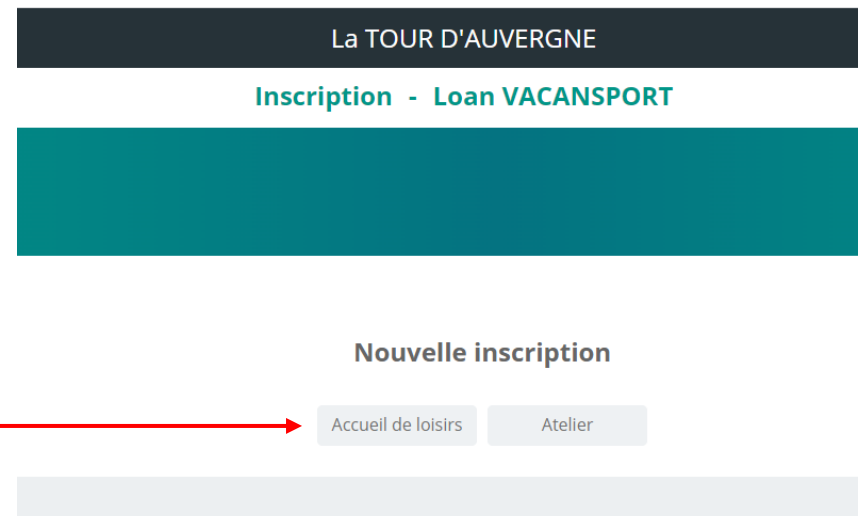 La TOUR D'AUVERGNE
Inscription - Loan VACANSPORT
Nouvelle inscription
Accueil de loisirs Atelier